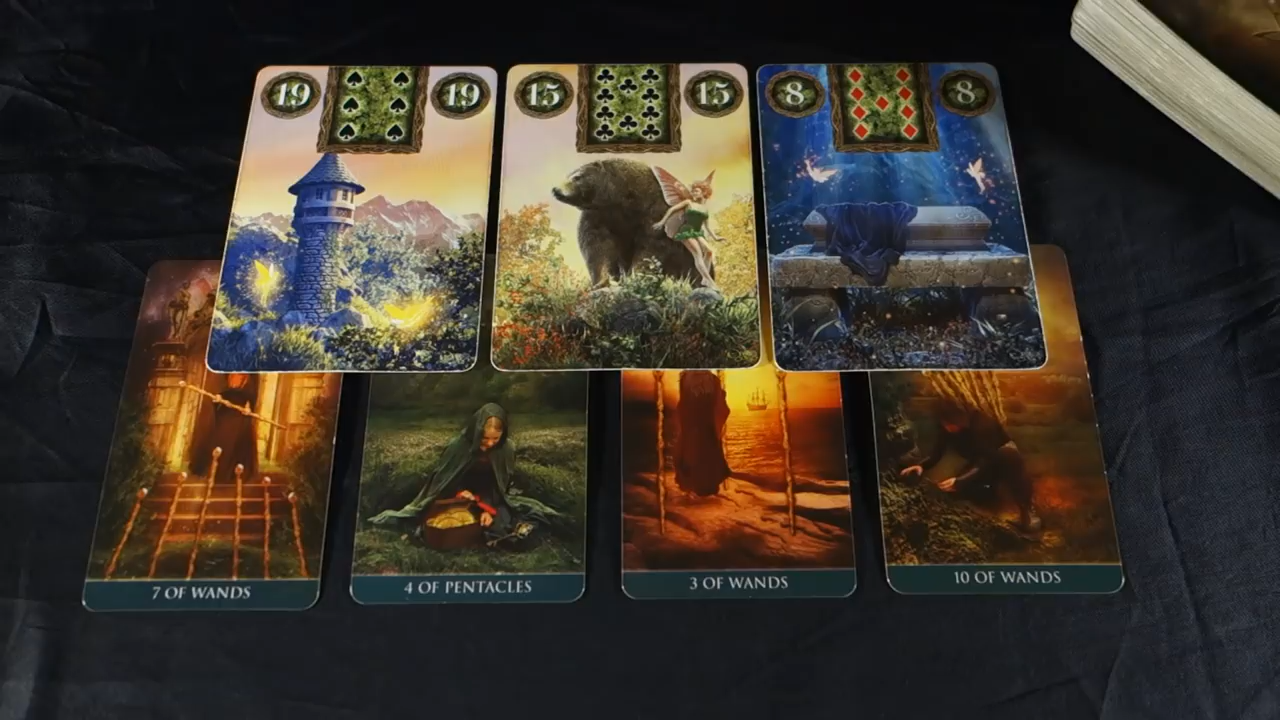 19 19
15 15
8 8
7 OF WANDS
4 OF PENTACLES
3 OF WANDS
10 OF WANDS